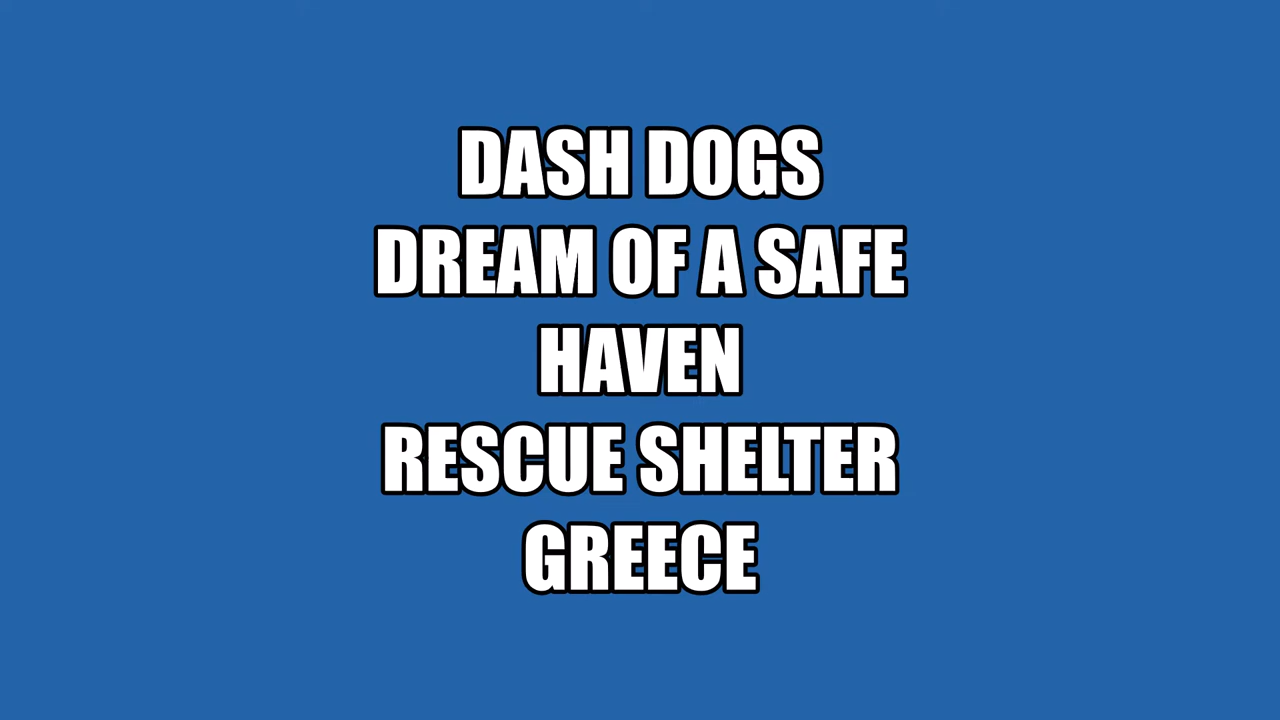 DASH DOGS
DREAM OF A SAFE
HAVEN
RESCUE SHELTER
GREECE